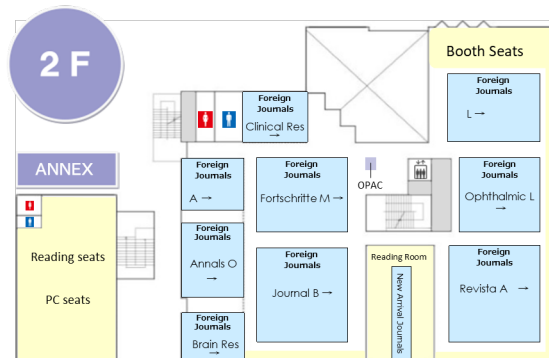 2 F
Booth Seats
Foreign
Journals
L →
Foreign
Journals
Clinical Res
→
ANNEX
Foreign
Journals
A →
Foreign
Journals
Fortschritte M →
OPAC
Foreign
Journals
Ophthalmic L
→
Reading seats
PC seats
Foreign
Journals
Annals O
→
Foreign
Journals
Journal B →
Reading Room
New Arrival Journals
Foreign
Journals
Revista A →
Foreign
Journals
Brain Res
→